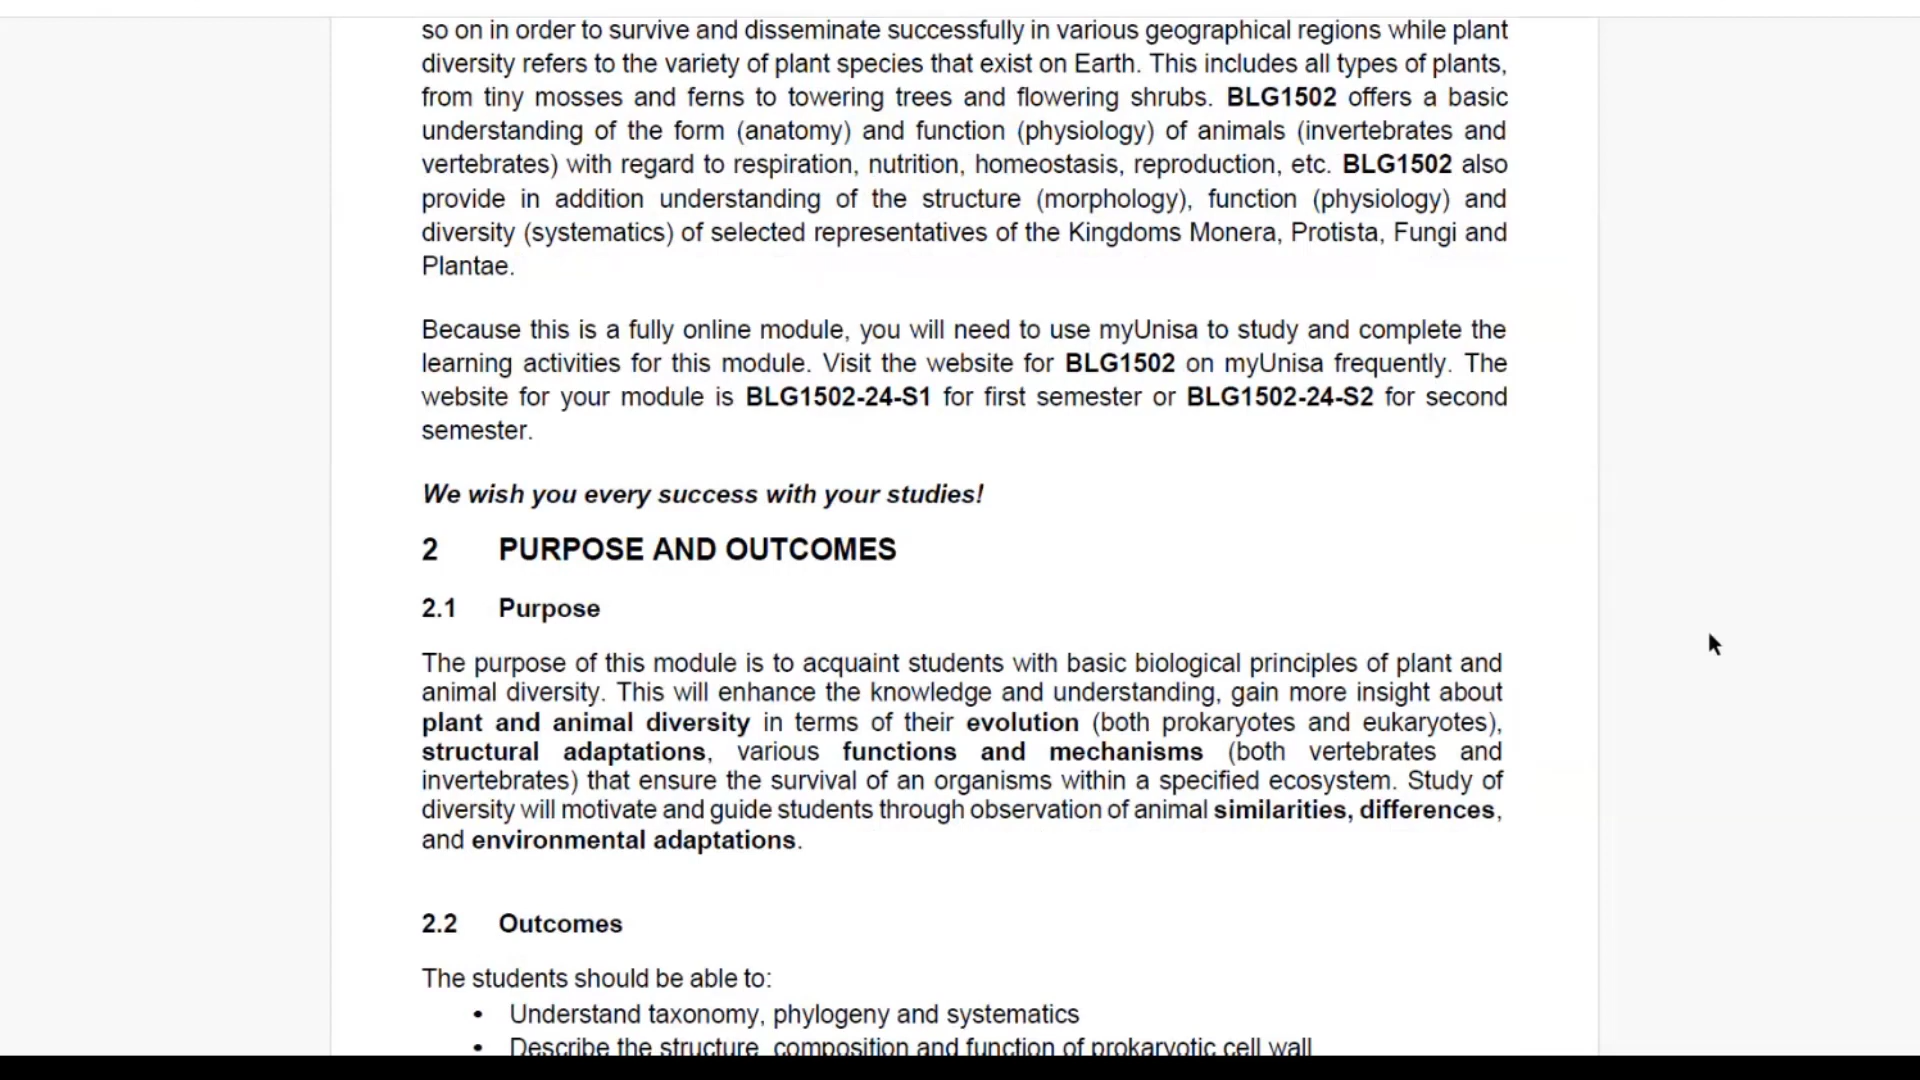 so on in order to survive and disseminate successfully in various geographical regions while plant
diversity refers to the variety of plant species that exist on Earth. This includes all types of plants,
from tiny mosses and ferns to towering trees and flowering shrubs. BLG1502 offers a basic
understanding of the form (anatomy) and function (physiology) of animals (invertebrates and
vertebrates) with regard to respiration, nutrition, homeostasis, reproduction, etc. BLG1502 also
provide in addition understanding of the structure (morphology), function (physiology) and
diversity (systematics) of selected representatives of the Kingdoms Monera, Protista, Fungi and
Plantae.
Because this is a fully online module, you will need to use myUnisa to study and complete the
learning activities for this module. Visit the website for BLG1502 on myUnisa frequently. The
website for your module is BLG1502-24-S1 for first semester or BLG1502-24-S2 for second
semester.
We wish you every success with your studies!
2 PURPOSE AND OUTCOMES
2.1 Purpose
The purpose of this module is to acquaint students with basic biological principles of plant and
animal diversity. This will enhance the knowledge and understanding, gain more insight about
plant and animal diversity in terms of their evolution (both prokaryotes and eukaryotes),
structural adaptations, various functions and mechanisms (both vertebrates and
invertebrates) that ensure the survival of an organisms within a specified ecosystem. Study of
diversity will motivate and guide students through observation of animal similarities, differences,
and environmental adaptations.
2.2 Outcomes
The students should be able to:
• Understand taxonomy, phylogeny and systematics
• Describe the structure, composition and function of prokaryotic cell wall